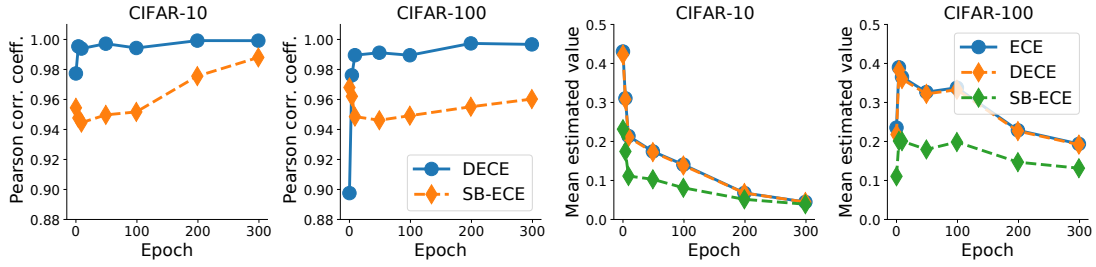 CIFAR-10
Pearson corr. coeff.
1.00
0.98
0.96
0.94
0.92
0.90
0.88
0 100 200 300
Epoch
CIFAR-100
Pearson corr. coeff.
1.00
0.98
0.96
0.94
0.92
0.90
0.88
DECE
SB-ECE
0 100 200 300
Epoch
CIFAR-10
Mean estimated value
0.5
0.4
0.3
0.2
0.1
0.0
0 100 200 300
Epoch
CIFAR-100
Mean estimated value
0.5
0.4
0.3
0.2
0.1
0.0
ECE
DECE
SB-ECE
0 100 200 300
Epoch